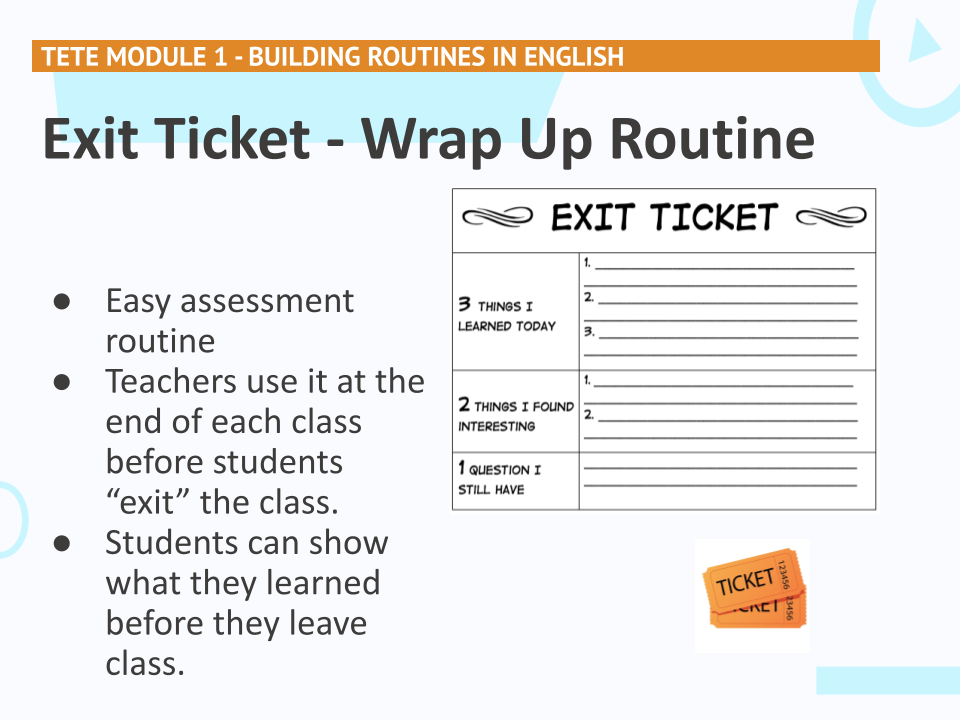 TETE MODULE 1 - BUILDING ROUTINES IN ENGLISH
Exit Ticket - Wrap Up Routine
● Easy assessment
routine
● Teachers use it at the
end of each class
before students
“exit” the class.
● Students can show
what they learned
before they leave
class.
EXIT TICKET
3 THINGS I
LEARNED TODAY
1.
2.
3.
2 THINGS I FOUND
INTERESTING
1.
2.
1 QUESTION I
STILL HAVE
TICKET
123456